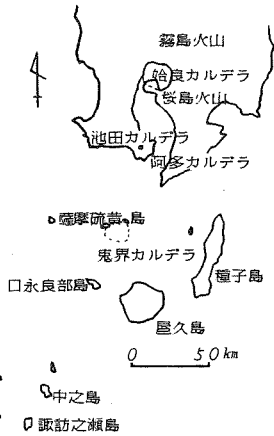 霧島火山
姶良カルデラ
桜島火山
池田カルデラ
阿多カルデラ
薩摩硫黄島
鬼界カルデラ
口永良部島
種子島
屋久島
0 50km
中之島
諏訪之瀬島